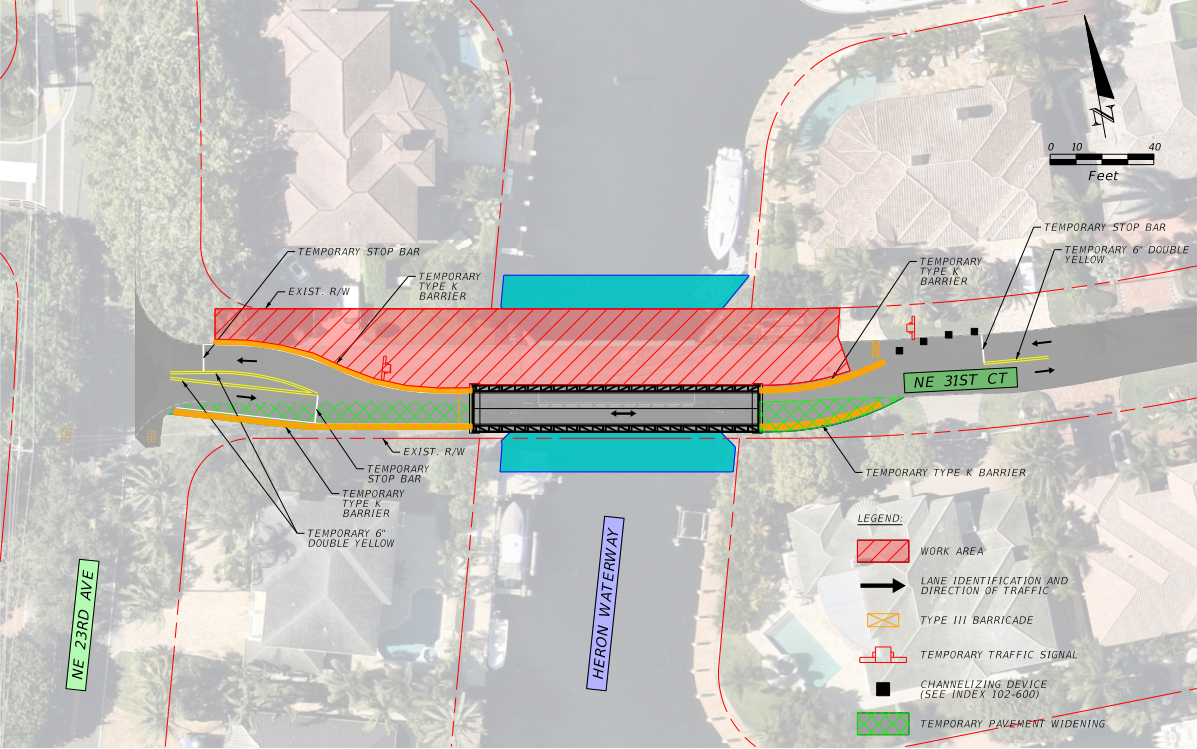 N
0 10 40
Feet
TEMPORARY STOP BAR
TEMPORARY 6" DOUBLE
YELLOW
TEMPORARY STOP BAR
TEMPORARY
TYPE K
BARRIER
EXIST. R/W
TEMPORARY
TYPE K
BARRIER
NE 31ST CT
EXIST. R/W
TEMPORARY
STOP BAR
TEMPORARY
TYPE K
BARRIER
TEMPORARY 6"
DOUBLE YELLOW
TEMPORARY TYPE K BARRIER
NE 23RD AVE
HERON WATERWAY
LEGEND:
WORK AREA
LANE IDENTIFICATION AND
DIRECTION OF TRAFFIC
TYPE III BARRICADE
TEMPORARY TRAFFIC SIGNAL
CHANNELIZING DEVICE
(SEE INDEX 102-600)
TEMPORARY PAVEMENT WIDENING